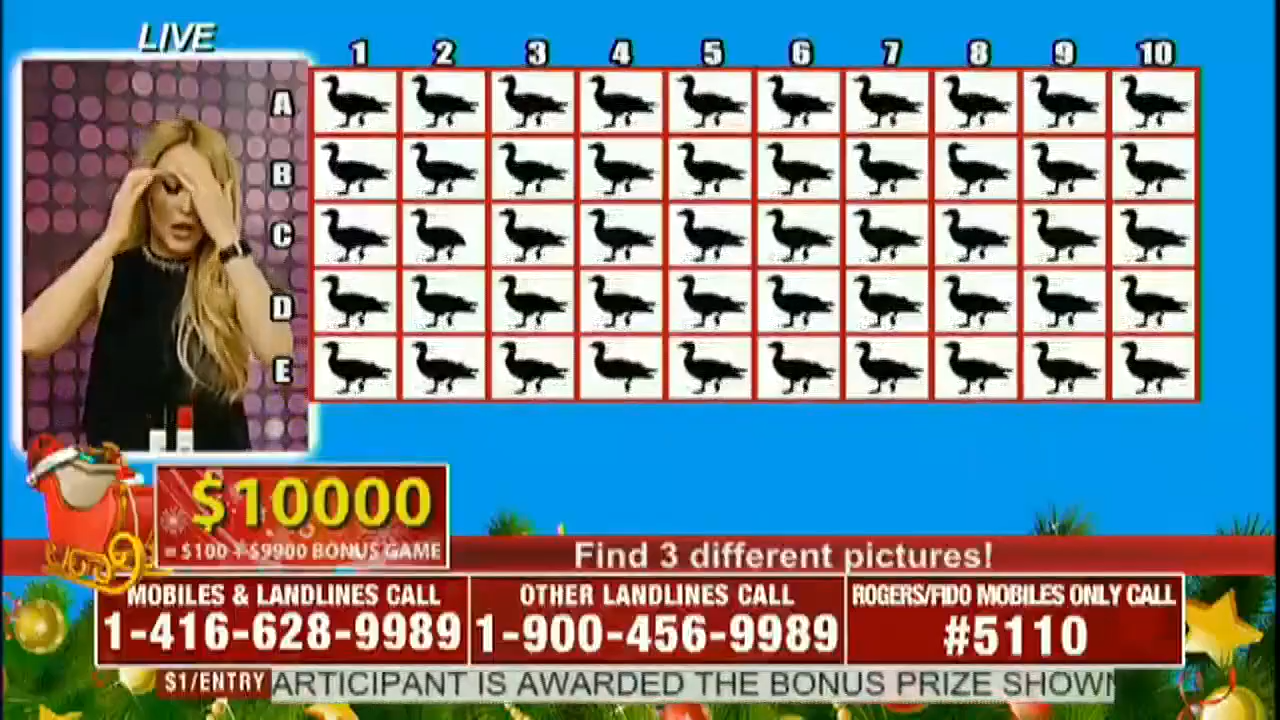 LIVE
1 2 3 4 5 6 7 8 9 10
A
B
C
D
E
$10000
= $100 + $9900 BONUS GAME
Find 3 different pictures!
MOBILES & LANDLINES CALL
1-416-628-9989
OTHER LANDLINES CALL
1-900-456-9989
ROGERS/FIDO MOBILES ONLY CALL
#5110
$1/ENTRY
ARTICIPANT IS AWARDED THE BONUS PRIZE SHOWN